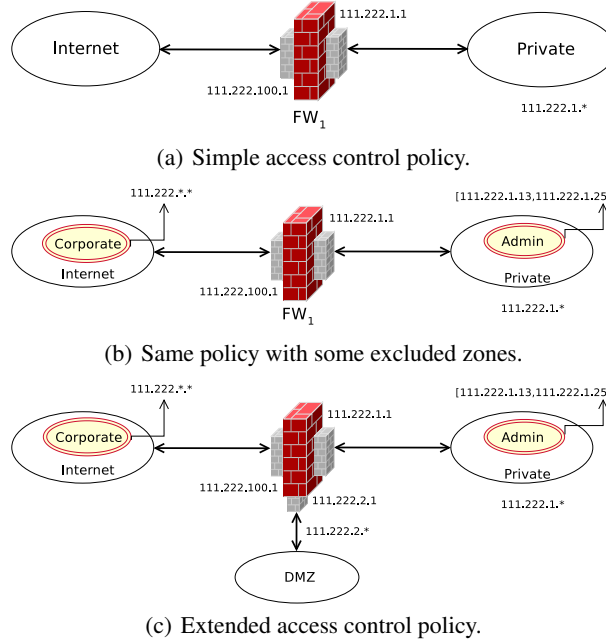 111.222.1.1
Internet
Private
111.222.100.1
111.222.1.*
FW1
(a) Simple access control policy.
111.222.*.*
[111.222.1.13,111.222.1.25
111.222.1.1
Corporate
Admin
Internet
Private
111.222.100.1
111.222.1.*
FW1
(b) Same policy with some excluded zones.
111.222.*.*
[111.222.1.13,111.222.1.25
111.222.1.1
Corporate
Admin
Internet
Private
111.222.100.1
111.222.2.1
111.222.1.*
111.222.2.*
DMZ
(c) Extended access control policy.